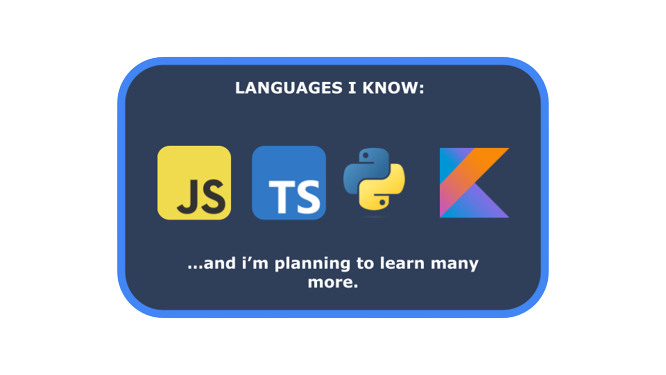 LANGUAGES I KNOW:
JS
TS
...and i’m planning to learn many
more.